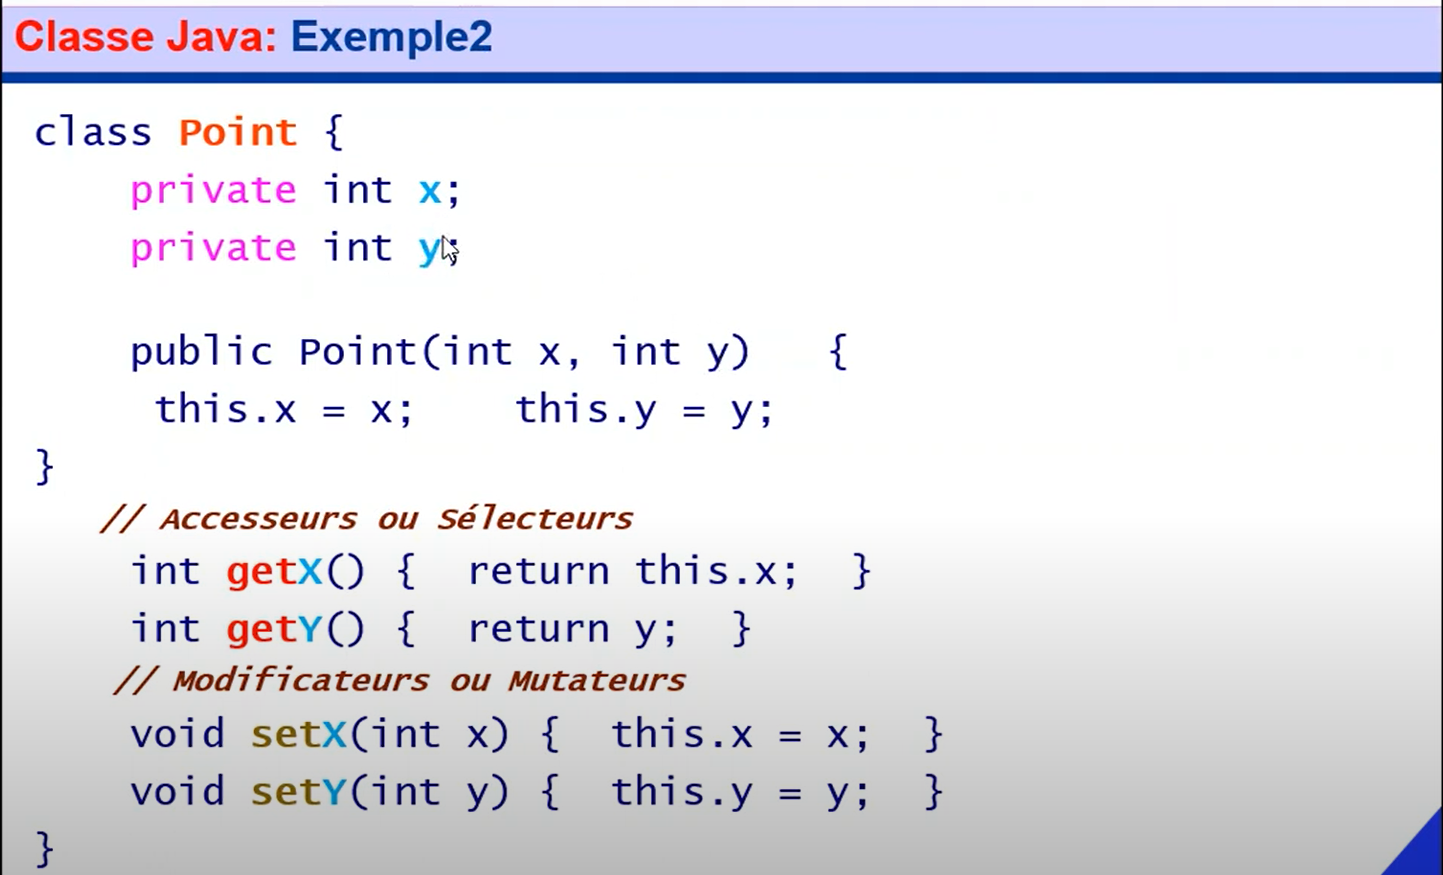 Classe Java: Exemple2
class Point {
private int x;
private int y;
public Point(int x, int y) {
this.x = x; this.y = y;
}
// Accesseurs ou Sélecteurs
int getX() { return this.x; }
int getY() { return y; }
// Modificateurs ou Mutateurs
void setX(int x) { this.x = x; }
void setY(int y) { this.y = y; }
}